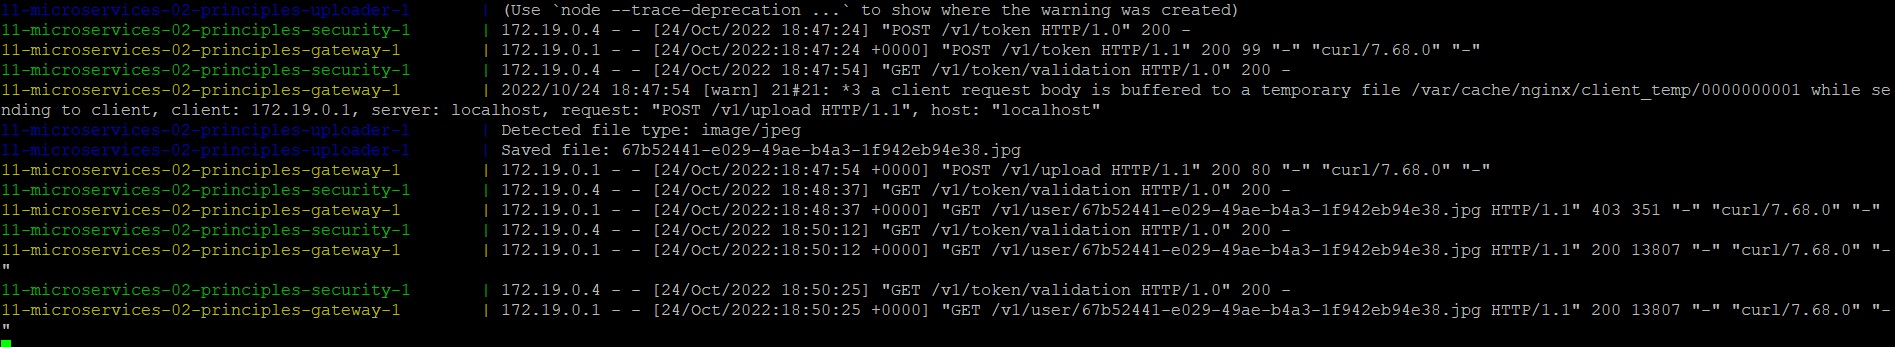 11-microservices-02-principles-uploader-1 | (Use `node --trace-deprecation ...` to show where the warning was created)
11-microservices-02-principles-security-1 | 172.19.0.4 - - [24/Oct/2022 18:47:24] "POST /v1/token HTTP/1.0" 200 -
11-microservices-02-principles-gateway-1 | 172.19.0.1 - - [24/Oct/2022:18:47:24 +0000] "POST /v1/token HTTP/1.1" 200 99 "-" "curl/7.68.0" "-"
11-microservices-02-principles-security-1 | 172.19.0.4 - - [24/Oct/2022 18:47:54] "GET /v1/token/validation HTTP/1.0" 200 -
11-microservices-02-principles-gateway-1 | 2022/10/24 18:47:54 [warn] 21#21: *3 a client request body is buffered to a temporary file /var/cache/nginx/client_temp/0000000001 while se
nding to client, client: 172.19.0.1, server: localhost, request: "POST /v1/upload HTTP/1.1", host: "localhost"
11-microservices-02-principles-uploader-1 | Detected file type: image/jpeg
11-microservices-02-principles-uploader-1 | Saved file: 67b52441-e029-49ae-b4a3-1f942eb94e38.jpg
11-microservices-02-principles-gateway-1 | 172.19.0.1 - - [24/Oct/2022:18:47:54 +0000] "POST /v1/upload HTTP/1.1" 200 80 "-" "curl/7.68.0" "-"
11-microservices-02-principles-security-1 | 172.19.0.4 - - [24/Oct/2022 18:48:37] "GET /v1/token/validation HTTP/1.0" 200 -
11-microservices-02-principles-gateway-1 | 172.19.0.1 - - [24/Oct/2022:18:48:37 +0000] "GET /v1/user/67b52441-e029-49ae-b4a3-1f942eb94e38.jpg HTTP/1.1" 403 351 "-" "curl/7.68.0" "-"
11-microservices-02-principles-security-1 | 172.19.0.4 - - [24/Oct/2022 18:50:12] "GET /v1/token/validation HTTP/1.0" 200 -
11-microservices-02-principles-gateway-1 | 172.19.0.1 - - [24/Oct/2022:18:50:12 +0000] "GET /v1/user/67b52441-e029-49ae-b4a3-1f942eb94e38.jpg HTTP/1.1" 200 13807 "-" "curl/7.68.0" "-
"
11-microservices-02-principles-security-1 | 172.19.0.4 - - [24/Oct/2022 18:50:25] "GET /v1/token/validation HTTP/1.0" 200 -
11-microservices-02-principles-gateway-1 | 172.19.0.1 - - [24/Oct/2022:18:50:25 +0000] "GET /v1/user/67b52441-e029-49ae-b4a3-1f942eb94e38.jpg HTTP/1.1" 200 13807 "-" "curl/7.68.0" "-
"